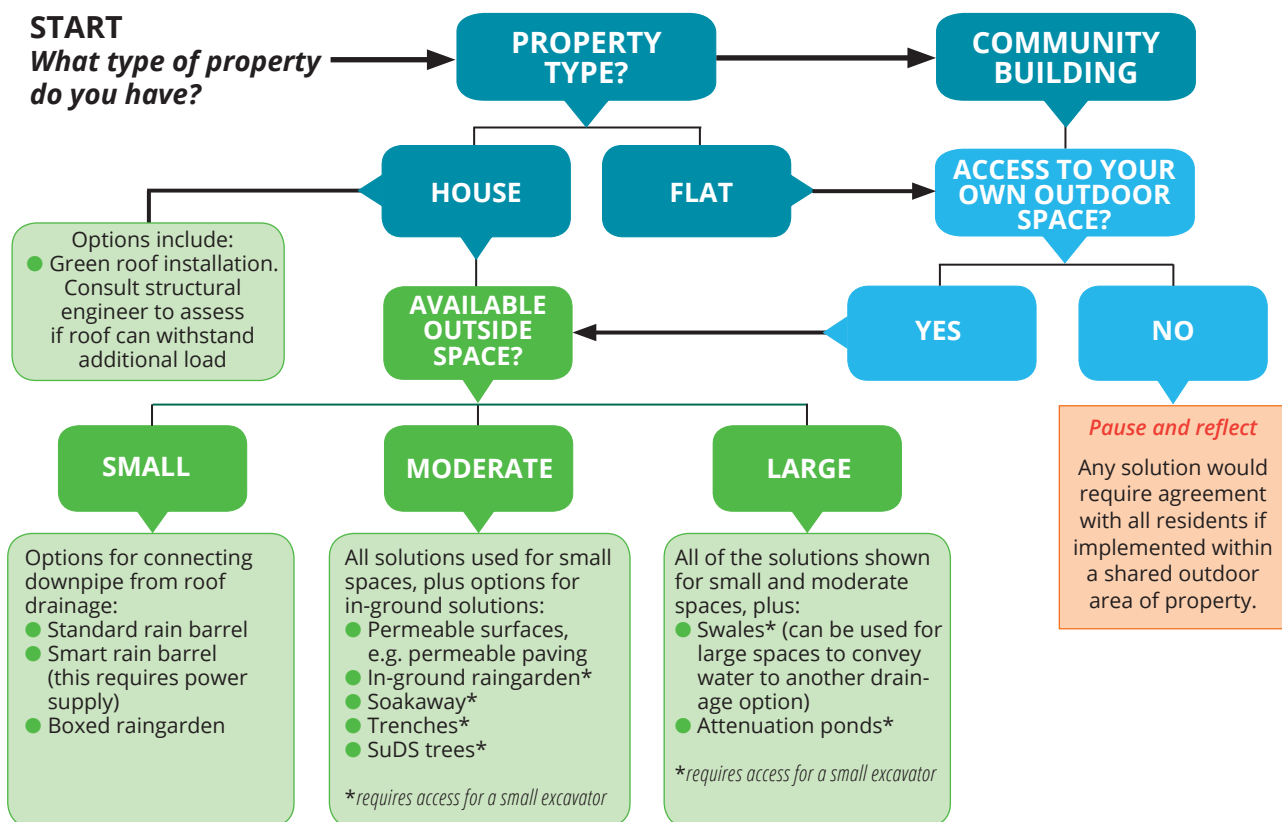 START
What type of property
do you have?
PROPERTY
TYPE?
COMMUNITY
BUILDING
HOUSE
FLAT
ACCESS TO YOUR
OWN OUTDOOR
SPACE?
Options include:
● Green roof installation.
Consult structural
engineer to assess
if roof can withstand
additional load
AVAILABLE
OUTSIDE
SPACE?
YES
NO
SMALL
MODERATE
LARGE
Pause and reflect
Any solution would
require agreement
with all residents if
implemented within
a shared outdoor
area of property.
Options for connecting
downpipe from roof
drainage:
● Standard rain barrel
● Smart rain barrel
(this requires power
supply)
● Boxed raingarden
All solutions used for small
spaces, plus options for
in-ground solutions:
● Permeable surfaces,
e.g. permeable paving
● In-ground raingarden*
● Soakaway*
● Trenches*
● SuDS trees*
*requires access for a small excavator
All of the solutions shown
for small and moderate
spaces, plus:
● Swales* (can be used for
large spaces to convey
water to another drain-
age option)
● Attenuation ponds*
*requires access for a small excavator